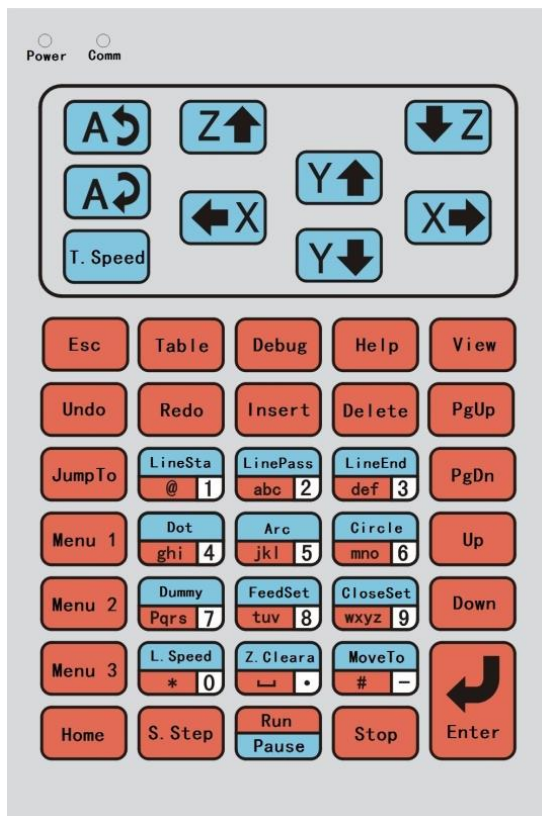 Power Comm
A Z Z
A Y
X X
T. Speed Y
Esc Table Debug Help View
Undo Redo Insert Delete PgUp
JumpTo LineSta LinePass LineEnd PgDn
@ 1 abc 2 def 3
Menu 1 Dot Arc Circle Up
ghi 4 jkl 5 mno 6
Menu 2 Dummy FeedSet CloseSet Down
Pqrs 7 tuv 8 wxyz 9
Menu 3 L. Speed Z. Cleara MoveTo
* 0 ⎵ • # -
Home S. Step Run Stop Enter
Pause